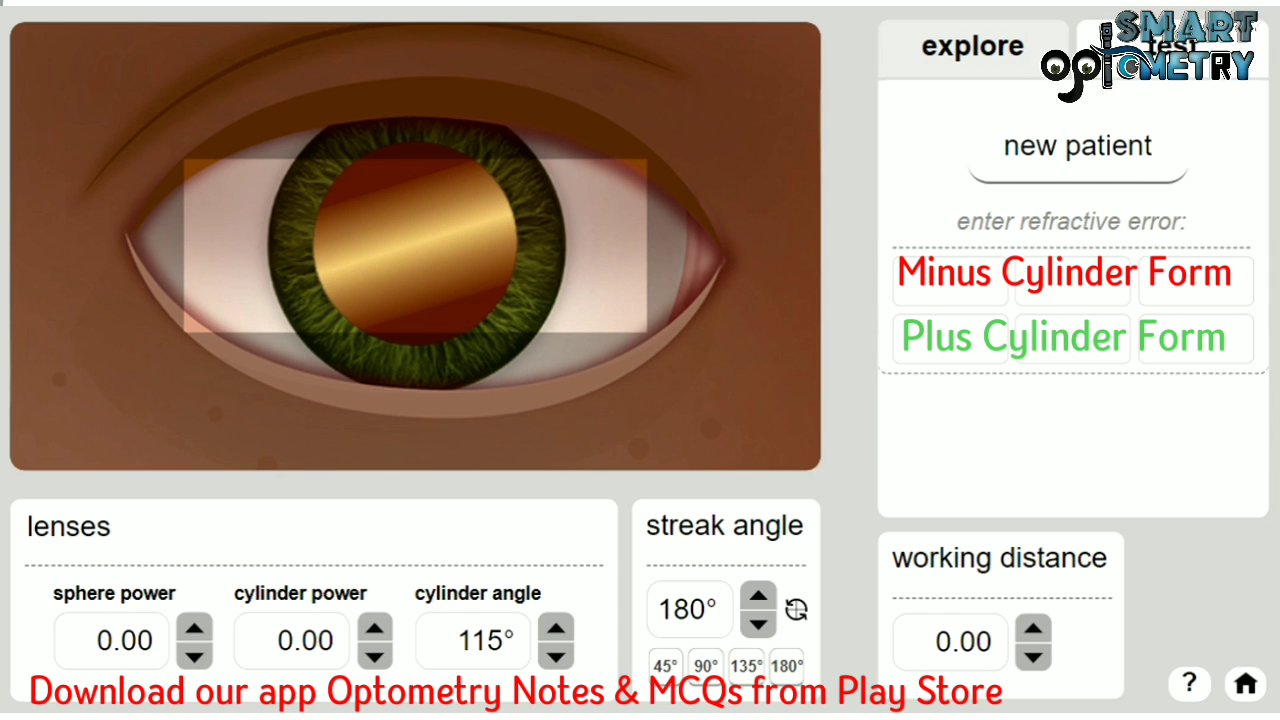 explore
test
SMART
OPTOMETRY
new patient
enter refractive error:
Minus Cylinder Form
Plus Cylinder Form
lenses
sphere power
cylinder power
cylinder angle
0.00
0.00
115°
streak angle
180°
45° 90° 135° 180°
working distance
0.00
?
Download our app Optometry Notes & MCQs from Play Store